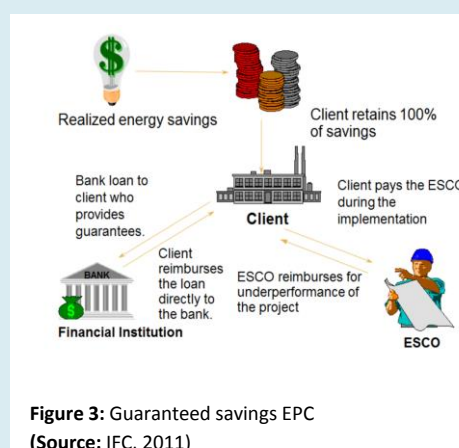 $
Realized energy savings
Client retains 100%
of savings
Bank loan to
client who
provides
guarantees.
Client
Client pays the ESCO
during the
implementation
BANK
$
Client
reimburses
the loan
directly to
the bank.
ESCO reimburses for
underperformance of
the project
Financial Institution
ESCO
Figure 3: Guaranteed savings EPC
(Source: IFC, 2011)